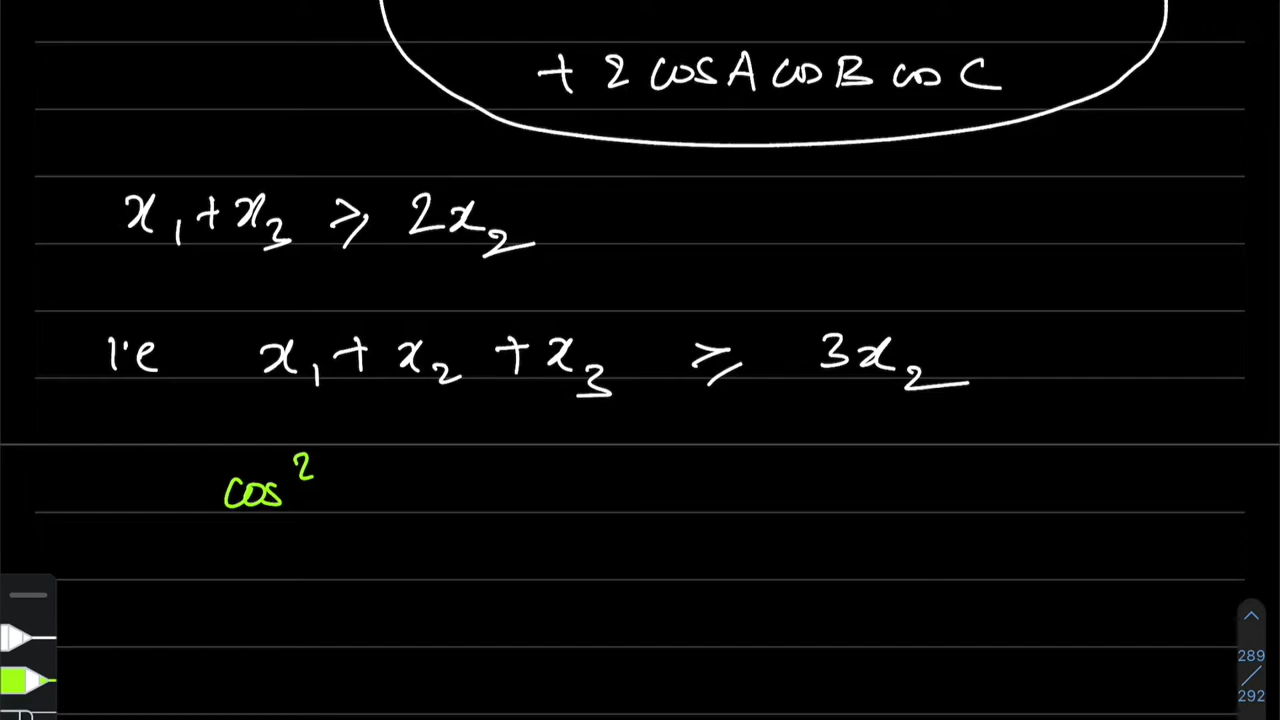 + 2 cos A cos B cos C
x₁ + x₃ ⩾ 2x₂
i.e x₁ + x₂ + x₃ ⩾ 3x₂
cos²
289
292